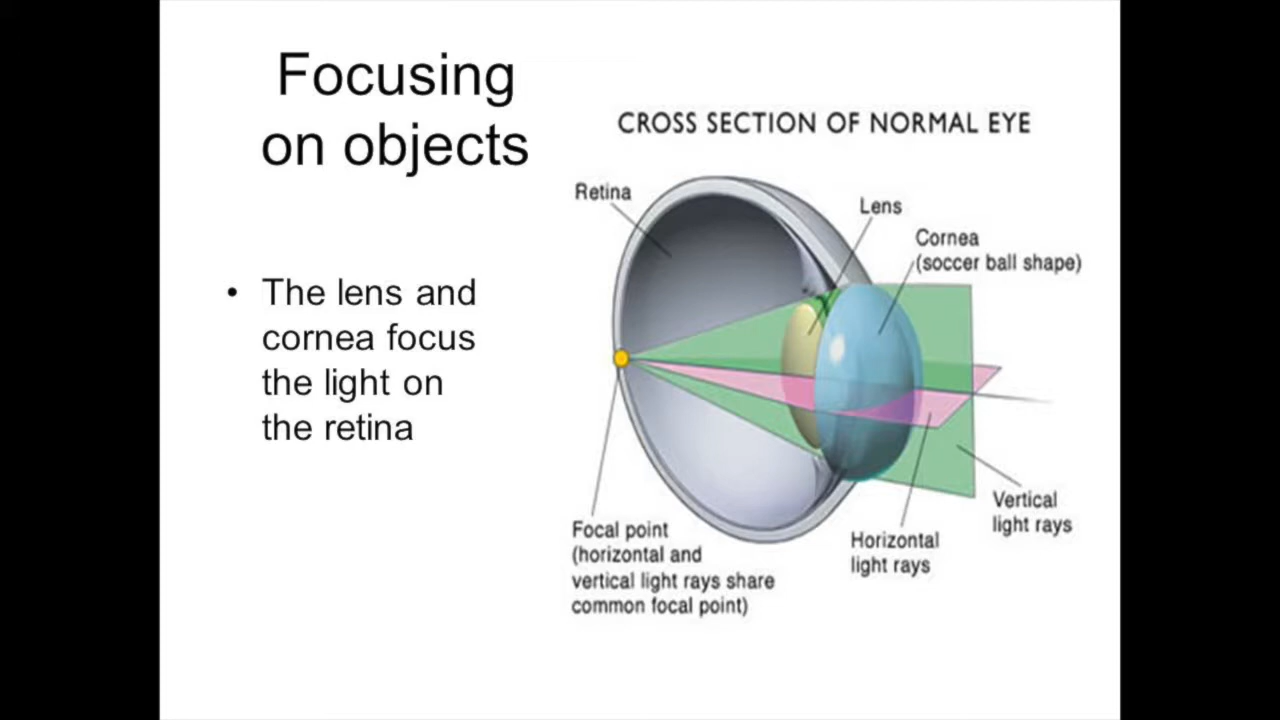 Focusing
on objects
• The lens and
cornea focus
the light on
the retina
CROSS SECTION OF NORMAL EYE
Retina
Lens
Cornea
(soccer ball shape)
Vertical
light rays
Horizontal
light rays
Focal point
(horizontal and
vertical light rays share
common focal point)